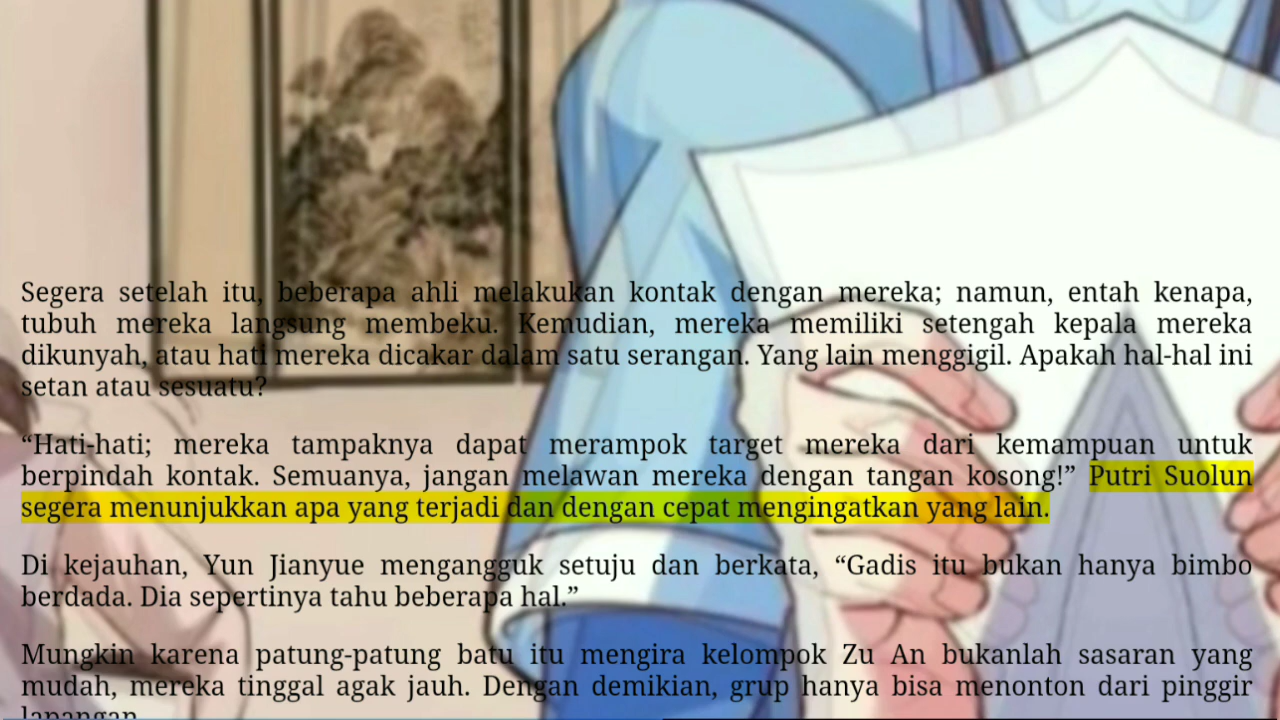 Segera setelah itu, beberapa ahli melakukan kontak dengan mereka; namun, entah kenapa,
tubuh mereka langsung membeku. Kemudian, mereka memiliki setengah kepala mereka
dikunyah, atau hati mereka dicakar dalam satu serangan. Yang lain menggigil. Apakah hal-hal ini
setan atau sesuatu?
“Hati-hati; mereka tampaknya dapat merampok target mereka dari kemampuan untuk
berpindah kontak. Semuanya, jangan melawan mereka dengan tangan kosong!” Putri Suolun
segera menunjukkan apa yang terjadi dan dengan cepat mengingatkan yang lain.
Di kejauhan, Yun Jianyue mengangguk setuju dan berkata, “Gadis itu bukan hanya bimbo
berdada. Dia sepertinya tahu beberapa hal.”
Mungkin karena patung-patung batu itu mengira kelompok Zu An bukanlah sasaran yang
mudah, mereka tinggal agak jauh. Dengan demikian, grup hanya bisa menonton dari pinggir
lapangan.